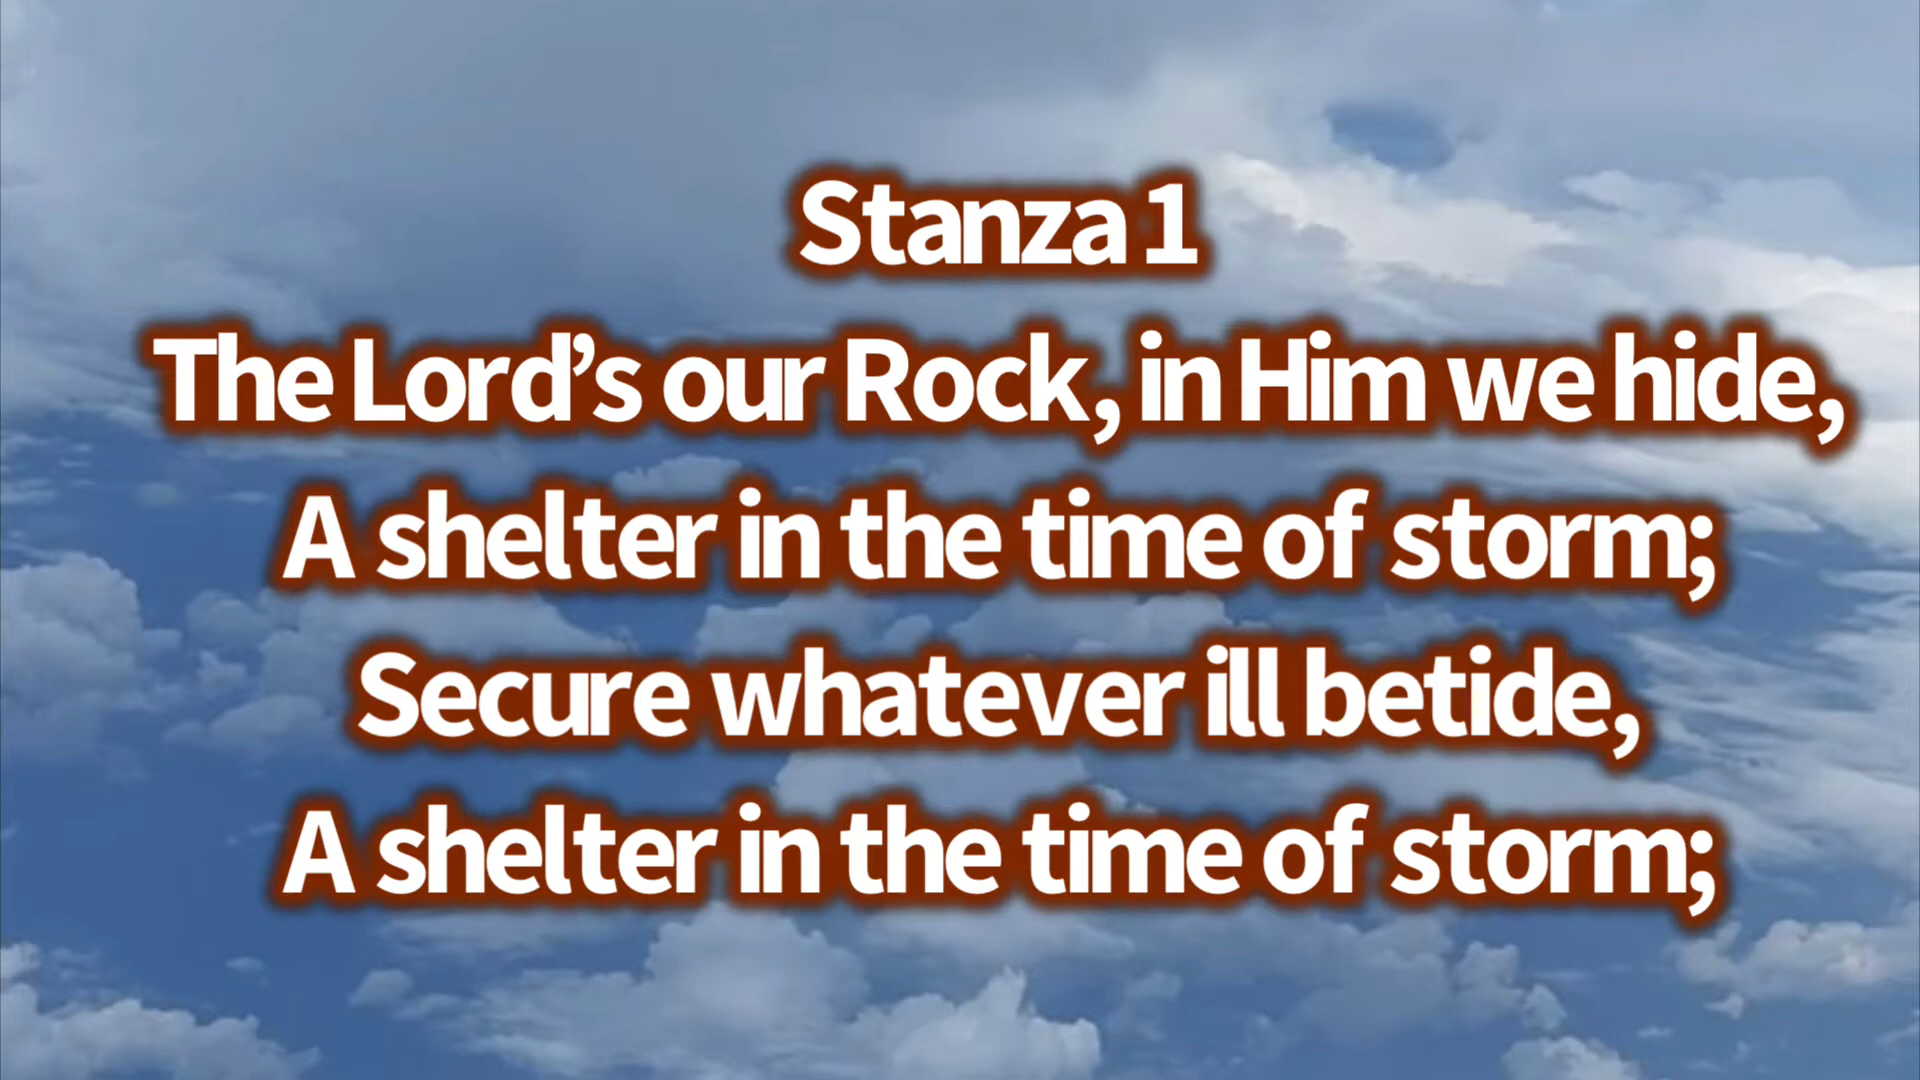 Stanza 1
The Lord’s our Rock, in Him we hide,
A shelter in the time of storm;
Secure whatever ill betide,
A shelter in the time of storm;